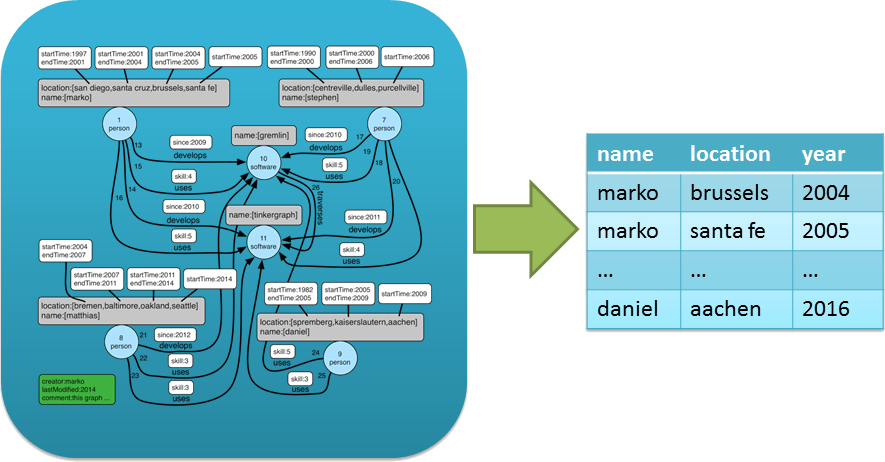 startTime:1997
endTime:2001
startTime:2001
endTime:2004
startTime:2004
endTime:2005
startTime:2005
location:[san diego,santa cruz,brussels,santa fe]
name:[marko]
startTime:1990
endTime:2000
startTime:2000
endTime:2006
startTime:2006
location:[centreville,dulles,purcellville]
name:[stephen]
1
person
7
person
name:[gremlin]
10
software
13
since:2009
develops
15
skill:4
uses
14
since:2010
develops
16
skill:5
uses
17
since:2010
develops
19
skill:5
uses
18
since:2011
develops
20
skill:4
uses
26
traverses
name:[tinkergraph]
11
software
startTime:2004
endTime:2007
startTime:2007
endTime:2011
startTime:2011
endTime:2014
startTime:2014
location:[bremen,baltimore,oakland,seattle]
name:[matthias]
startTime:1982
endTime:2005
startTime:2005
endTime:2009
startTime:2009
location:[spremberg,kaiserslautern,aachen]
name:[daniel]
8
person
21
since:2012
develops
22
skill:3
uses
23
skill:3
uses
9
person
24
skill:5
uses
25
skill:3
uses
creator:marko
lastModified:2014
comment:this graph ...
name location year
marko brussels 2004
marko santa fe 2005
... ... ...
daniel aachen 2016